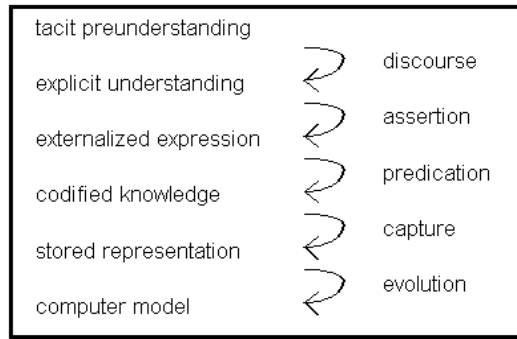 tacit preunderstanding
discourse
explicit understanding
assertion
externalized expression
predication
codified knowledge
capture
stored representation
evolution
computer model